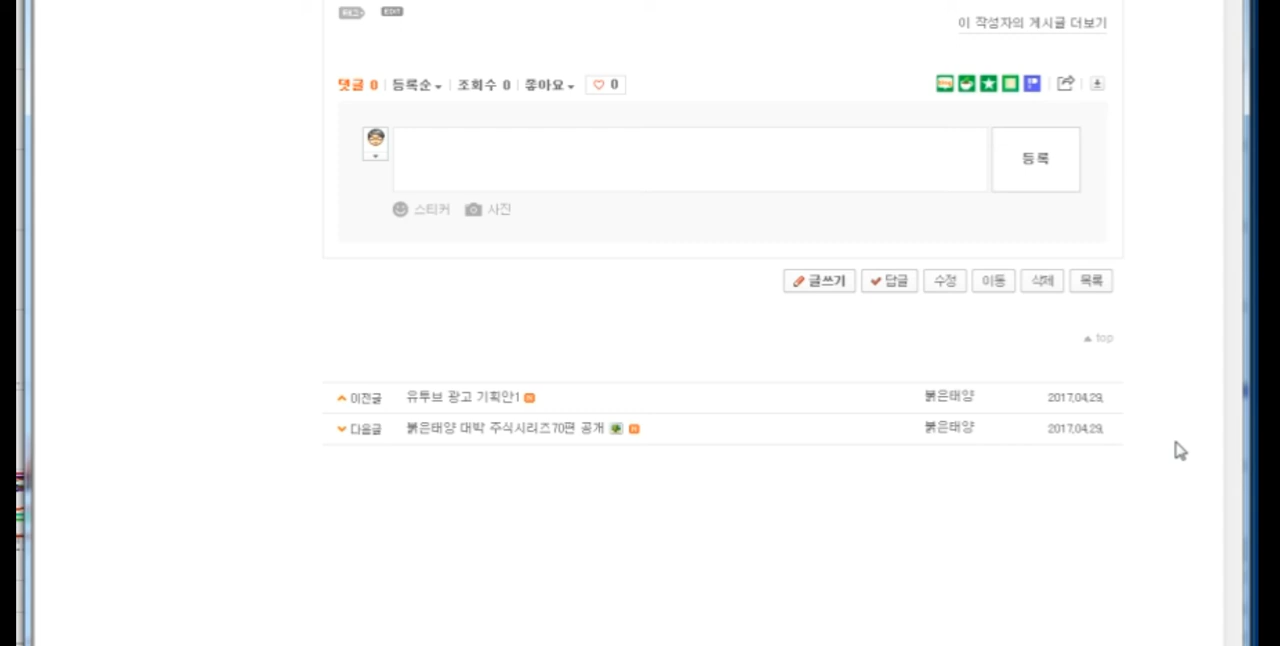 태그 EDIT
이 작성자의 게시글 더보기
댓글 0 등록순 조회수 0 좋아요 0
등록
스티커 사진
글쓰기 답글 수정 이동 삭제 목록
top
이전글 유투브 광고 기획안1 붉은태양 2017.04.29.
다음글 붉은태양 대박 주식시리즈70편 공개 붉은태양 2017.04.29.